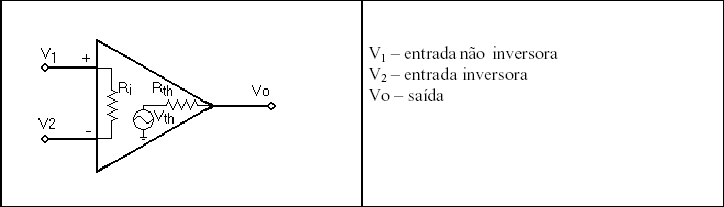 V1
+
Ri
Rth
Vo
Vth
V2
-
V₁ – entrada não inversora
V₂ – entrada inversora
Vo – saída